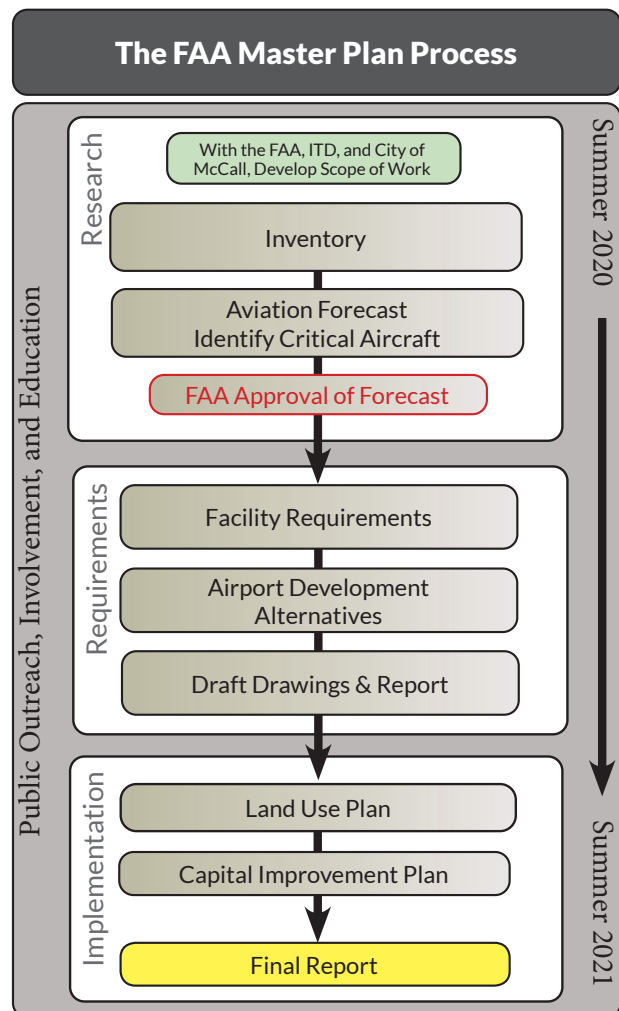 The FAA Master Plan Process
Public Outreach, Involvement, and Education
Research
With the FAA, ITD, and City of
McCall, Develop Scope of Work
Inventory
Aviation Forecast
Identify Critical Aircraft
FAA Approval of Forecast
Requirements
Facility Requirements
Airport Development
Alternatives
Draft Drawings & Report
Implementation
Land Use Plan
Capital Improvement Plan
Final Report
Summer 2020
Summer 2021